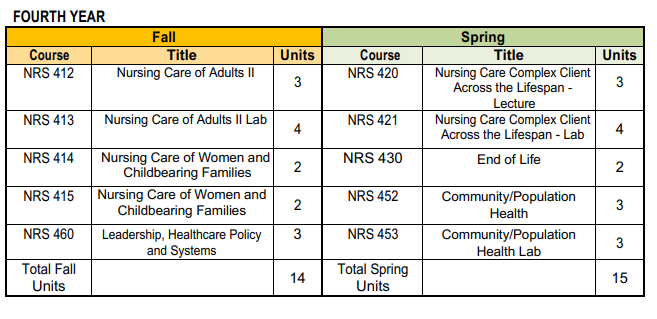 FOURTH YEAR
Fall Spring
Course Title Units Course Title Units
NRS 412 Nursing Care of Adults II 3 NRS 420 Nursing Care Complex Client
Across the Lifespan -
Lecture 3
NRS 413 Nursing Care of Adults II Lab 4 NRS 421 Nursing Care Complex Client
Across the Lifespan - Lab 4
NRS 414 Nursing Care of Women and
Childbearing Families 2 NRS 430 End of Life 2
NRS 415 Nursing Care of Women and
Childbearing Families 2 NRS 452 Community/Population
Health 3
NRS 460 Leadership, Healthcare Policy
and Systems 3 NRS 453 Community/Population
Health Lab 3
Total Fall
Units 14 Total Spring
Units 15